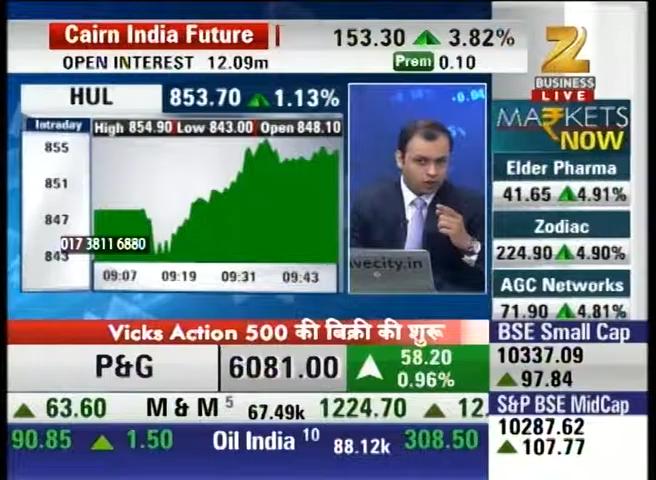 Cairn India Future
153.30 3.82%
OPEN INTEREST 12.09m
Prem 0.10
Z
BUSINESS
LIVE
HUL
853.70 1.13%
MARKETS
NOW
Intraday
High 854.90 Low 843.00 Open 848.10
855
851
847
843
017 3811 6880
09:07 09:19 09:31 09:43
avecity.in
Elder Pharma
41.65 4.91%
Zodiac
224.90 4.90%
AGC Networks
71.90 4.81%
Vicks Action 500 की बिक्री की शुरू
P&G
6081.00
58.20
0.96%
BSE Small Cap
10337.09
97.84
S&P BSE MidCap
10287.62
107.77
63.60 M & M 5 67.49k 1224.70 12.
90.85 1.50 Oil India 10 88.12k 308.50